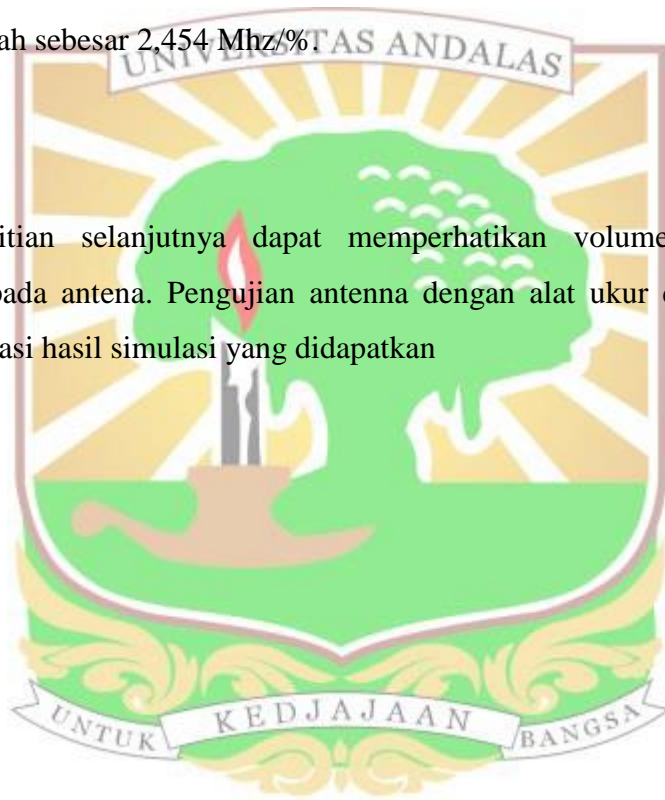 ah sebesar 2,454 Mhz/%.
UNIVERSITAS ANDALAS
itian selanjutnya dapat memperhatikan volume
pada antena. Pengujian antenna dengan alat ukur
asi hasil simulasi yang didapatkan
UNTUK KEDJAJAAN BANGSA